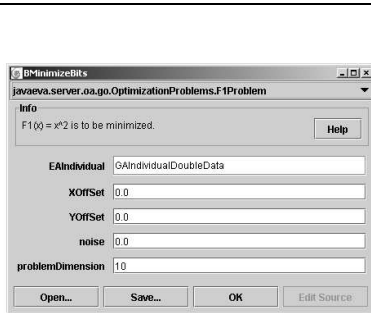 BMinimizeBits
javaeva.server.oa.go.OptimizationProblems.F1Problem
Info
F1(x) = x^2 is to be minimized.
Help
EAIndividual GAIndividualDoubleData
XOffSet 0.0
YOffSet 0.0
noise 0.0
problemDimension 10
Open... Save... OK Edit Source